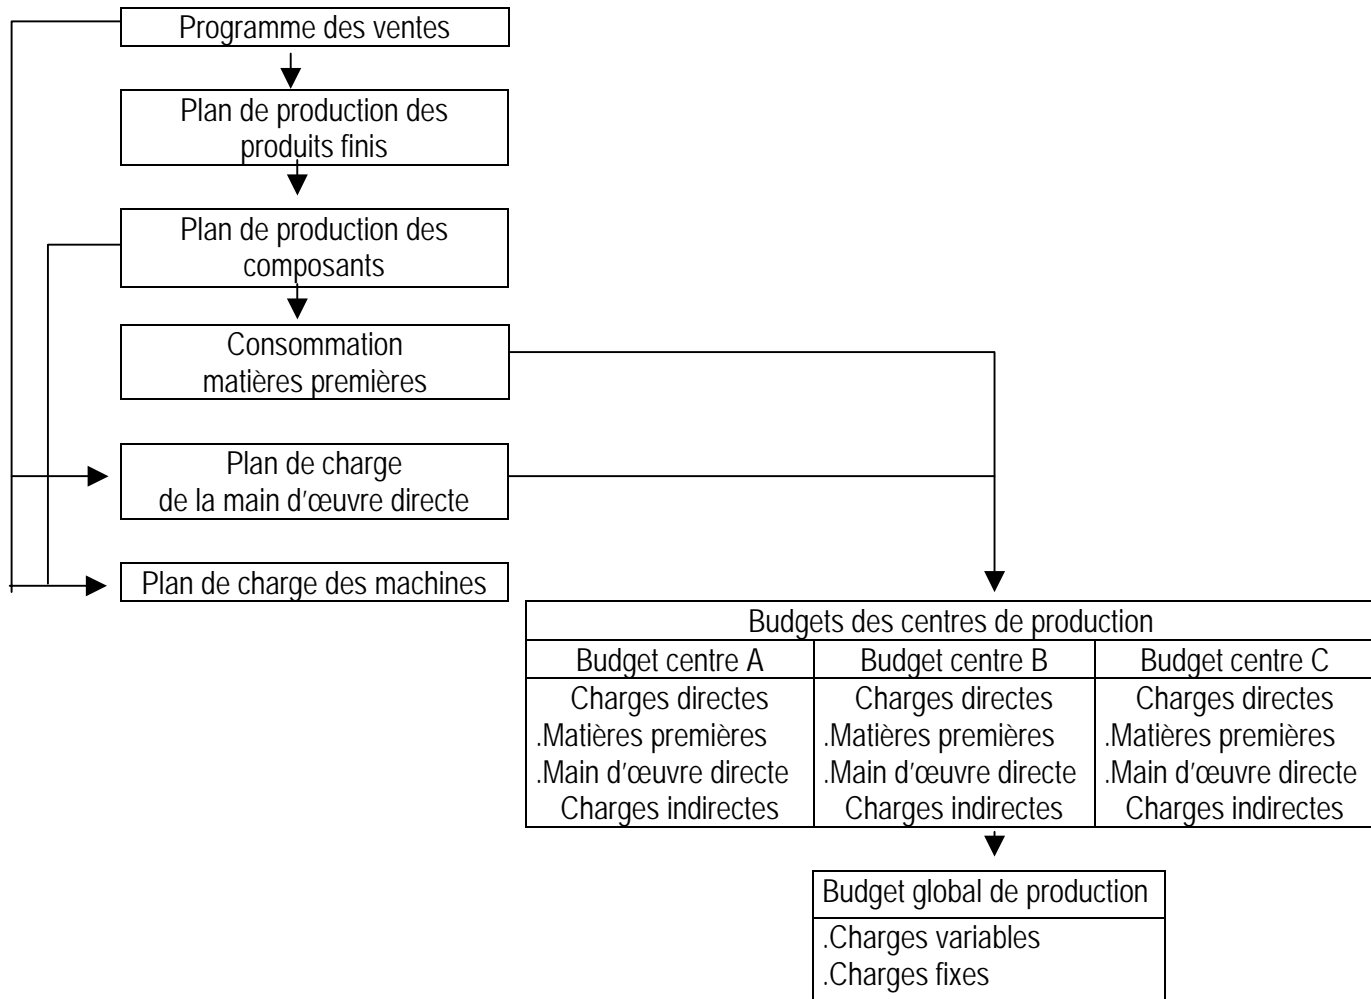 Programme des ventes
Plan de production des
produits finis
Plan de production des
composants
Consommation
matières premières
Plan de charge
de la main d'œuvre directe
Plan de charge des machines
Budgets des centres de production
Budget centre A
Budget centre B
Budget centre C
Charges directes
.Matières premières
.Main d'œuvre directe
Charges indirectes
Charges directes
.Matières premières
.Main d'œuvre directe
Charges indirectes
Charges directes
.Matières premières
.Main d'œuvre directe
Charges indirectes
Budget global de production
.Charges variables
.Charges fixes